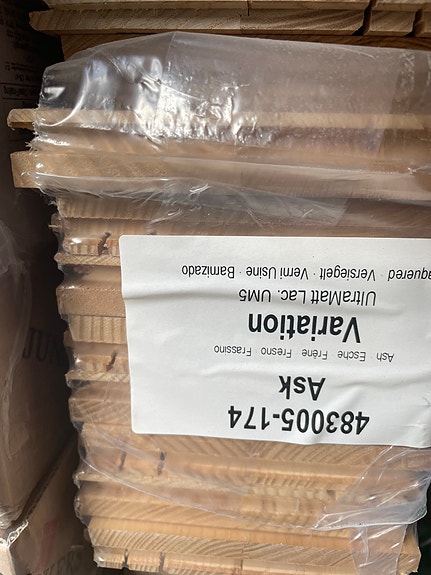 483005-174
Ask
Ash · Esche · Frêne · Fresno · Frassino
Variation
UltraMatt Lac. UM5
Versiegelt · Verni Usine · Barnizado